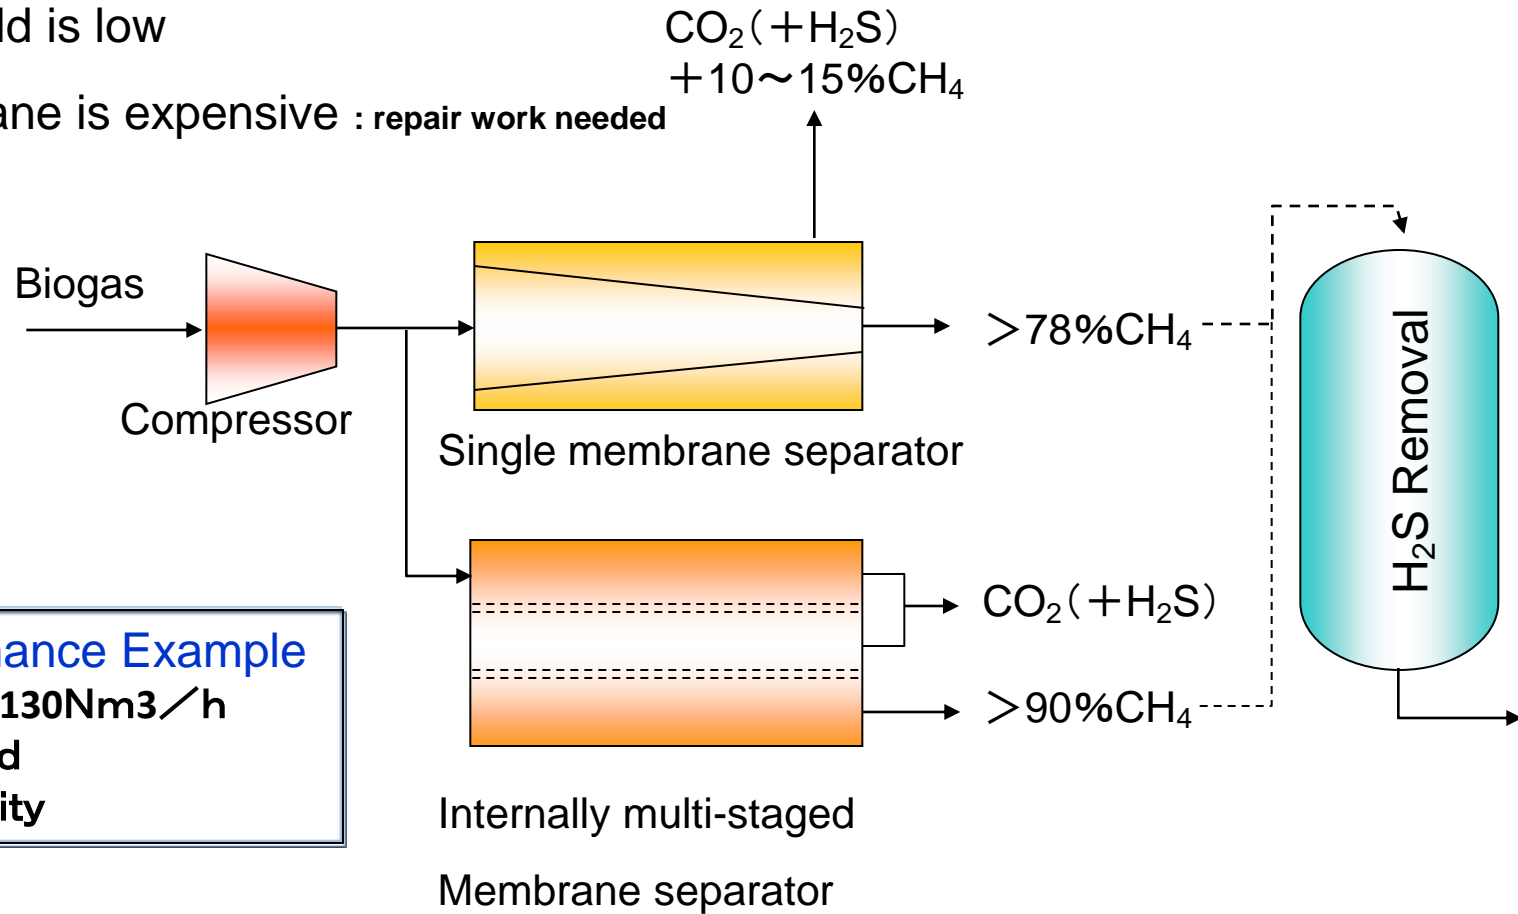 ld is low
CO₂(+H₂S)
+10～15%CH₄
ane is expensive : repair work needed
Biogas
Compressor
>78%CH₄
H₂S Removal
Single membrane separator
CO₂(+H₂S)
>90%CH₄
nance Example
130Nm3／h
d
ity
Internally multi-staged
Membrane separator